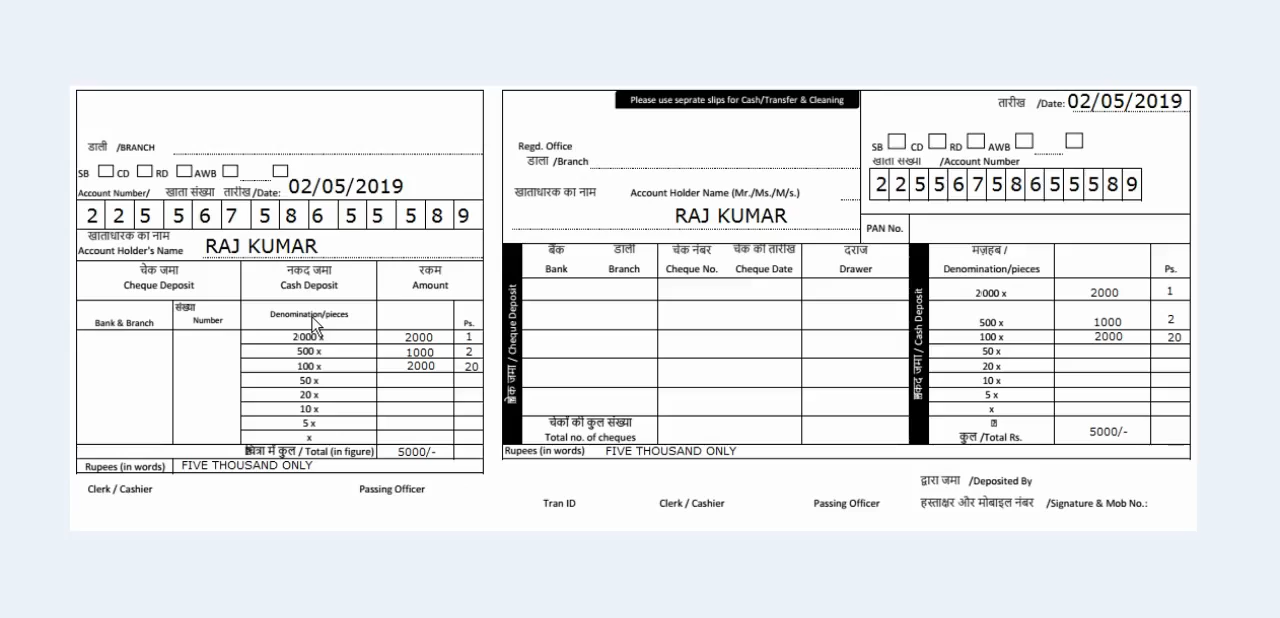 डाली /BRANCH
SB CD RD AWB
Account Number/ खाता संख्या तारीख /Date: 02/05/2019
2 2 5 5 6 7 5 8 6 5 5 5 8 9
खाताधारक का नाम
Account Holder's Name RAJ KUMAR
चेक जमा नकद जमा रकम
Cheque Deposit Cash Deposit Amount
संख्या
Bank & Branch Number Denomination/pieces Ps.
2000 x 2000 1
500 x 1000 2
100 x 2000 20
50 x
20 x
10 x
5 x
x
में कुल / Total (in figure) 5000/-
Rupees (in words) FIVE THOUSAND ONLY
Clerk / Cashier Passing Officer
Please use seprate slips for Cash/Transfer & Cleaning
तारीख /Date: 02/05/2019
Regd. Office
डाला /Branch
SB CD RD AWB
खाता संख्या /Account Number
2 2 5 5 6 7 5 8 6 5 5 5 8 9
खाताधारक का नाम Account Holder Name (Mr./Ms./M/s.)
RAJ KUMAR
PAN No.
बैंक डाली चेक नंबर चेक की तारीख दराज मज़हब /
Bank Branch Cheque No. Cheque Date Drawer Denomination/pieces Ps.
चेक जमा / Cheque Deposit
जमा / Cash Deposit
2000 x 2000 1
500 x 1000 2
100 x 2000 20
50 x
20 x
10 x
5 x
x
चेकों की कुल संख्या
Total no. of cheques
कुल /Total Rs. 5000/-
Rupees (in words) FIVE THOUSAND ONLY
द्वारा जमा /Deposited By
Tran ID Clerk / Cashier Passing Officer हस्ताक्षर और मोबाइल नंबर /Signature & Mob No.: